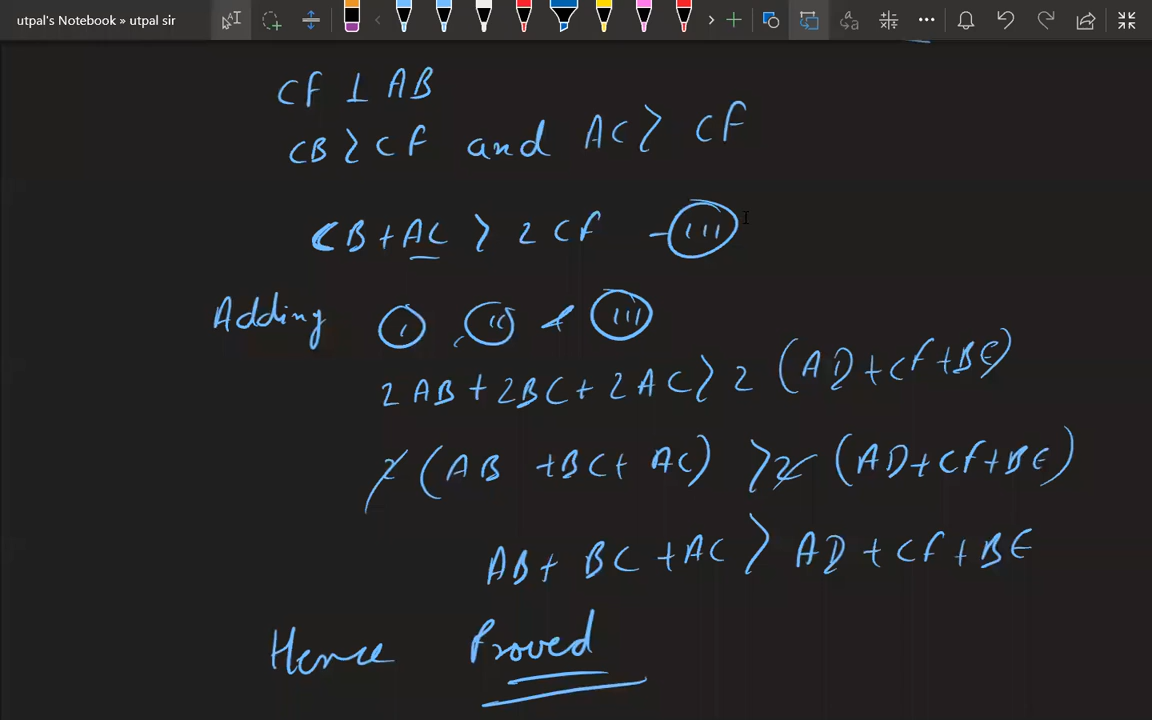 utpal's Notebook » utpal sir
CF ⊥ AB
CB > CF and AC > CF
CB + AC > 2 CF - (iii)
Adding (i), (ii) & (iii)
2AB + 2BC + 2AC > 2 (AD + CF + BE)
2 (AB + BC + AC) > 2 (AD + CF + BE)
AB + BC + AC > AD + CF + BE
Hence Proved